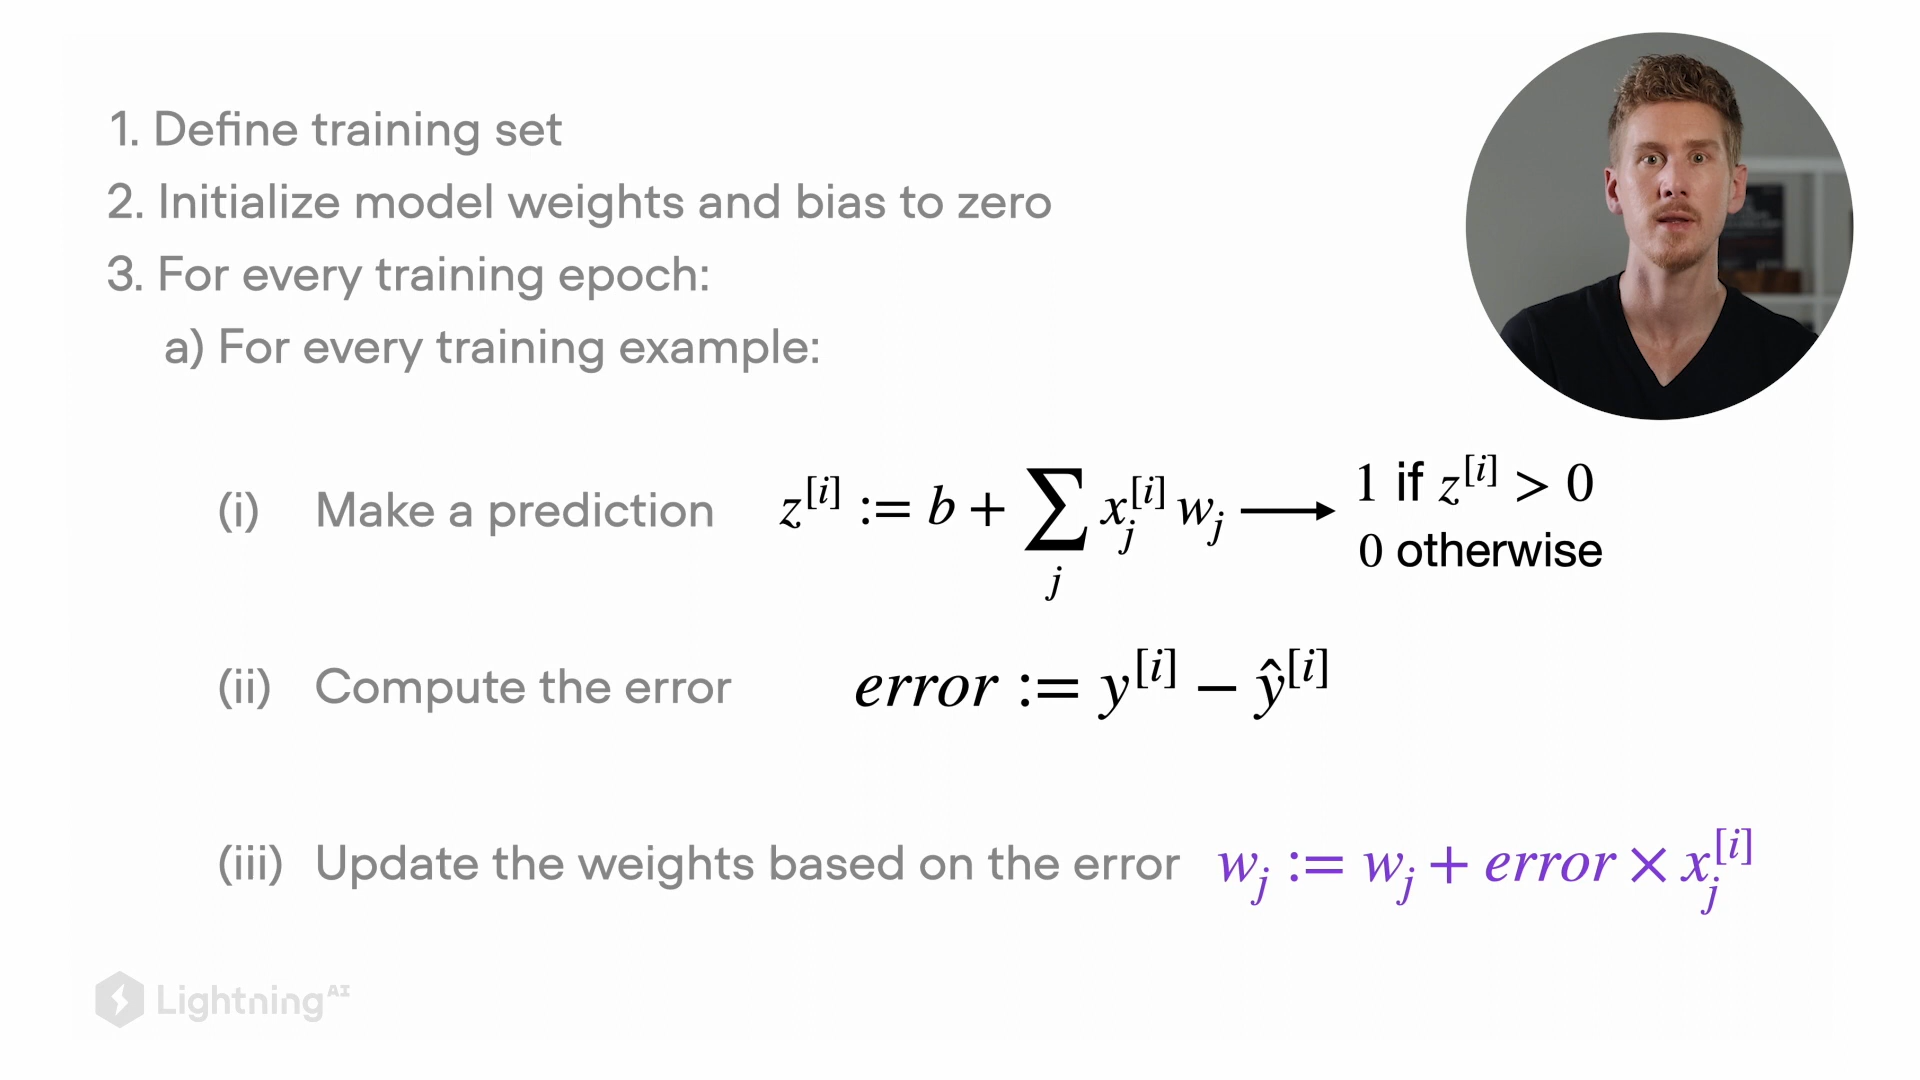 1. Define training set
2. Initialize model weights and bias to zero
3. For every training epoch:
a) For every training example:
(i) Make a prediction z^[i] := b + ∑_j x_j^[i] w_j ⟶ 1 if z^[i] > 0
0 otherwise
(ii) Compute the error error := y^[i] − ŷ^[i]
(iii) Update the weights based on the error w_j := w_j + error × x_j^[i]
Lightning AI